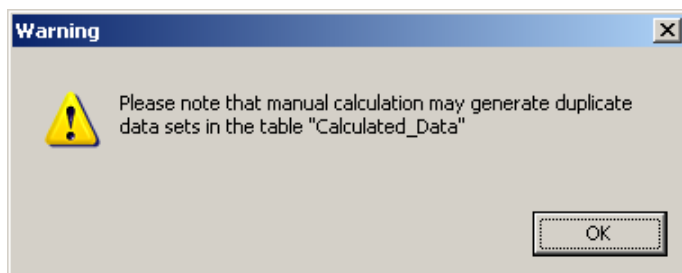 Warning
Please note that manual calculation may generate duplicate
data sets in the table "Calculated_Data"
OK